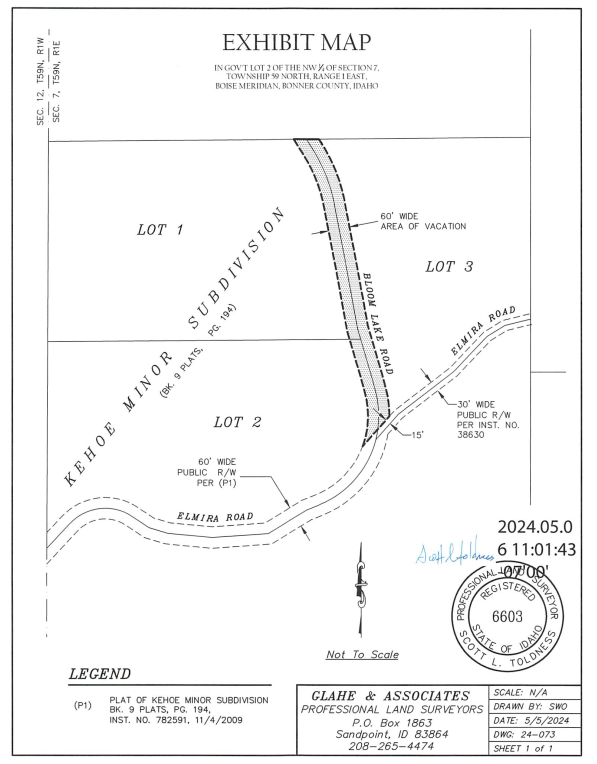 EXHIBIT MAP
IN GOV'T LOT 2 OF THE NW ¼ OF SECTION 7,
TOWNSHIP 59 NORTH, RANGE 1 EAST,
BOISE MERIDIAN, BONNER COUNTY, IDAHO
SEC. 12, T59N, R1W
SEC. 7, T59N, R1E
LOT 1
60' WIDE
AREA OF VACATION
LOT 3
KEHOE MINOR SUBDIVISION
(BK. 9 PLATS, PG. 194)
BLOOM LAKE ROAD
ELMIRA ROAD
LOT 2
30' WIDE
PUBLIC R/W
PER INST. NO.
38630
15'
60' WIDE
PUBLIC R/W
PER (P1)
ELMIRA ROAD
Scott L Toldness
2024.05.0
6 11:01:43
-07'00'
PROFESSIONAL LAND SURVEYOR
REGISTERED
6603
STATE OF IDAHO
SCOTT L. TOLDNESS
Not To Scale
LEGEND
(P1) PLAT OF KEHOE MINOR SUBDIVISION
BK. 9 PLATS, PG. 194,
INST. NO. 782591, 11/4/2009
GLAHE & ASSOCIATES
PROFESSIONAL LAND SURVEYORS
P.O. Box 1863
Sandpoint, ID 83864
208-265-4474
SCALE: N/A
DRAWN BY: SWO
DATE: 5/5/2024
DWG: 24-073
SHEET 1 of 1